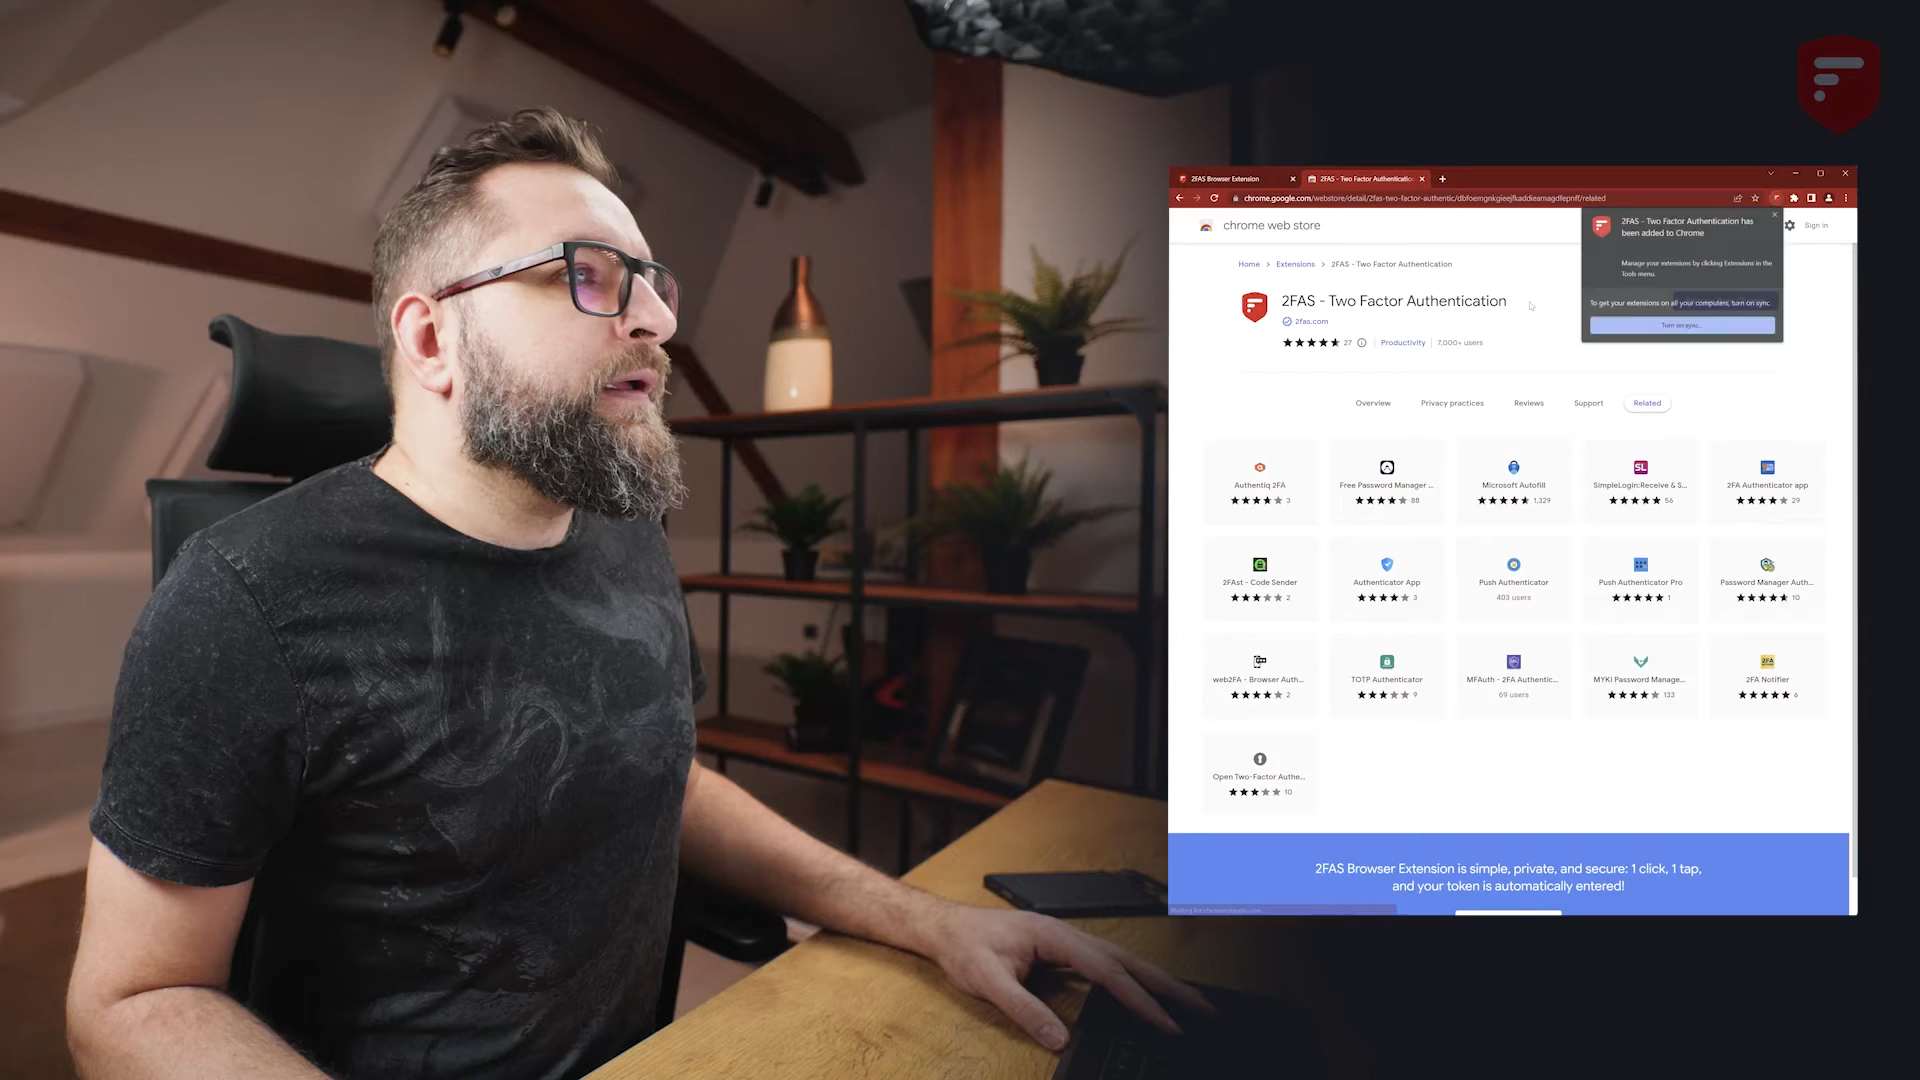 2FAS Browser Extension
2FAS - Two Factor Authentication
chrome.google.com/webstore/detail/2fas-two-factor-authentic/dbfoemgnkgieejfkaddieamagdfepnff/related
chrome web store
Sign in
2FAS - Two Factor Authentication has
been added to Chrome
Manage your extensions by clicking Extensions in the
Tools menu.
To get your extensions on all your computers, turn on sync
Turn on sync...
Home > Extensions > 2FAS - Two Factor Authentication
2FAS - Two Factor Authentication
2fas.com
27 Productivity 7,000+ users
Overview Privacy practices Reviews Support Related
Authentiq 2FA Free Password Manager ... Microsoft Autofill SimpleLogin:Receive & S... 2FA Authenticator app
3 88 1,329 56 29
2FAst - Code Sender Authenticator App Push Authenticator Push Authenticator Pro Password Manager Auth...
2 3 403 users 1 10
web2FA - Browser Auth... TOTP Authenticator MFAuth - 2FA Authentic... MYKI Password Manage... 2FA Notifier
2 9 69 users 133 6
Open Two-Factor Authe...
10
2FAS Browser Extension is simple, private, and secure: 1 click, 1 tap,
and your token is automatically entered!